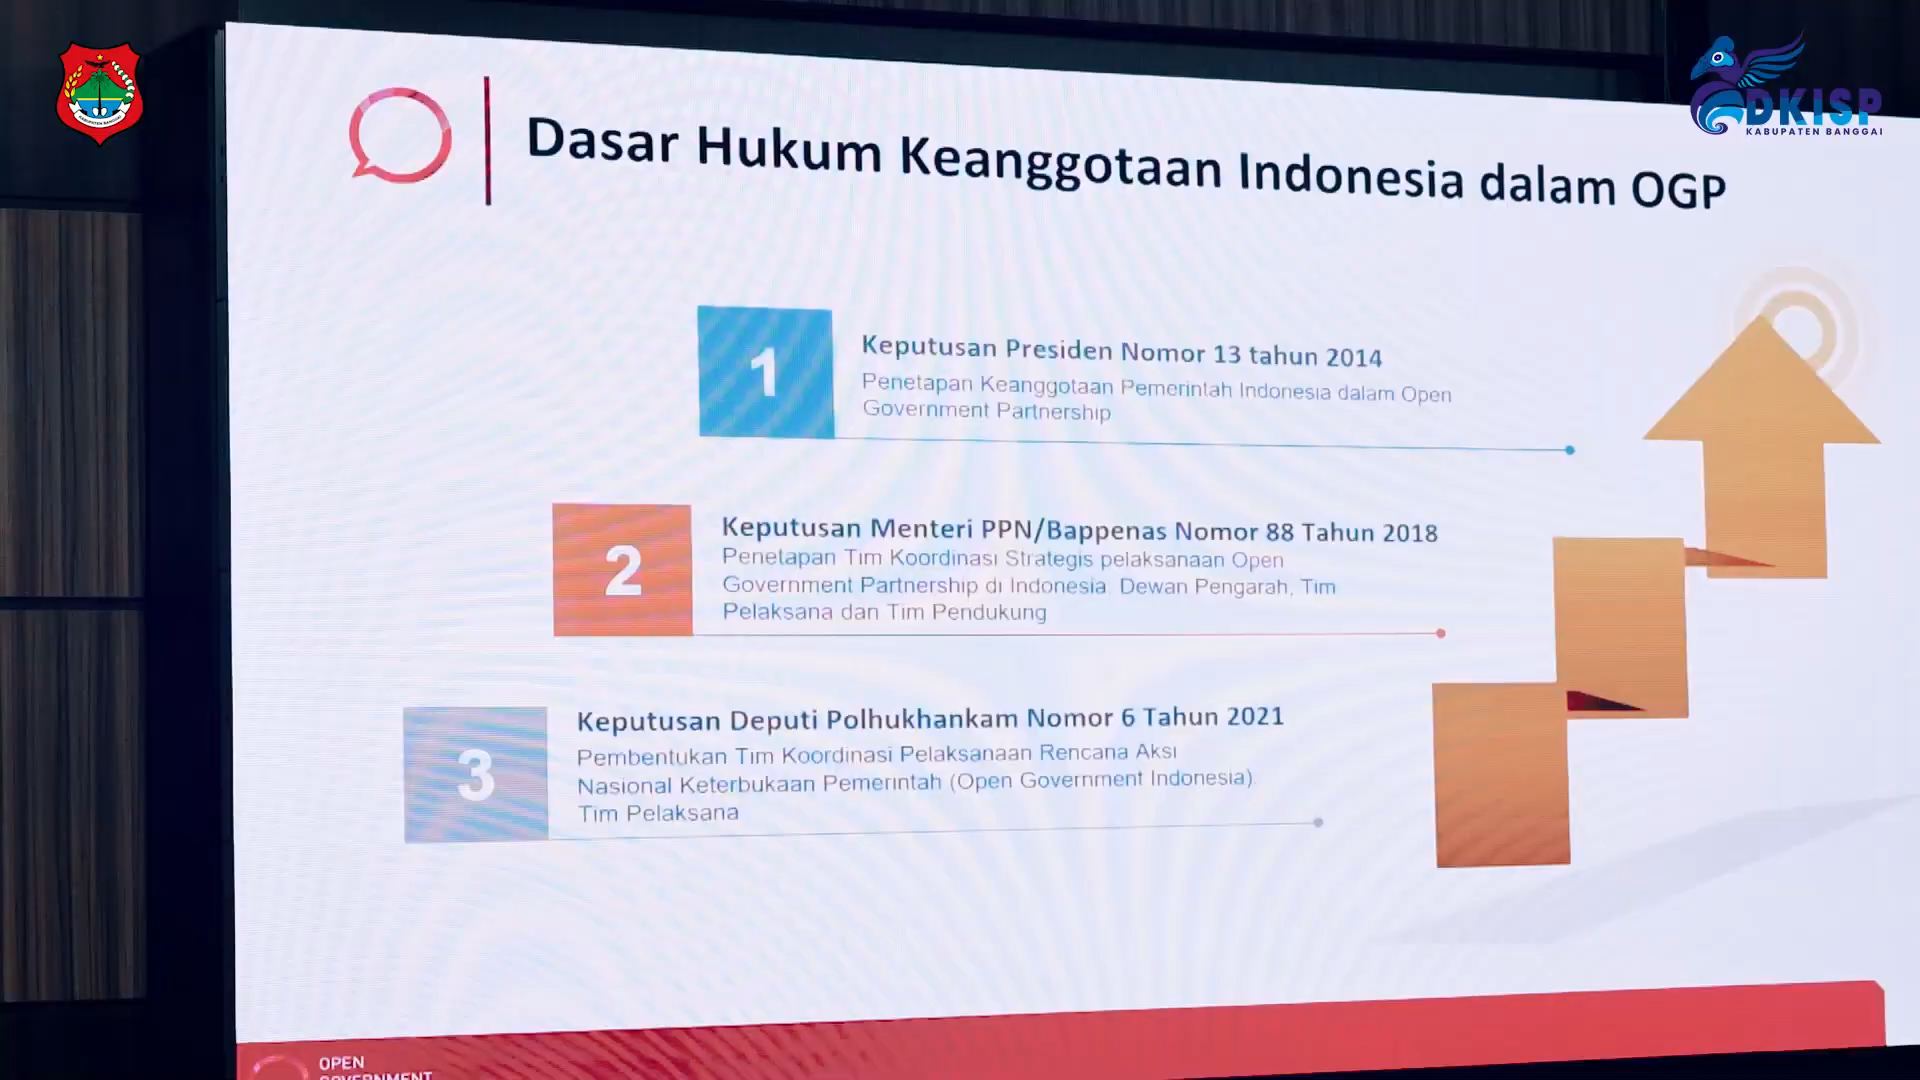 KABUPATEN BANGGAI
DKISP
KABUPATEN BANGGAI
Dasar Hukum Keanggotaan Indonesia dalam OGP
1
Keputusan Presiden Nomor 13 tahun 2014
Penetapan Keanggotaan Pemerintah Indonesia dalam Open
Government Partnership
2
Keputusan Menteri PPN/Bappenas Nomor 88 Tahun 2018
Penetapan Tim Koordinasi Strategis pelaksanaan Open
Government Partnership di Indonesia. Dewan Pengarah, Tim
Pelaksana dan Tim Pendukung
3
Keputusan Deputi Polhukhankam Nomor 6 Tahun 2021
Pembentukan Tim Koordinasi Pelaksanaan Rencana Aksi
Nasional Keterbukaan Pemerintah (Open Government Indonesia).
Tim Pelaksana
OPEN
GOVERNMENT